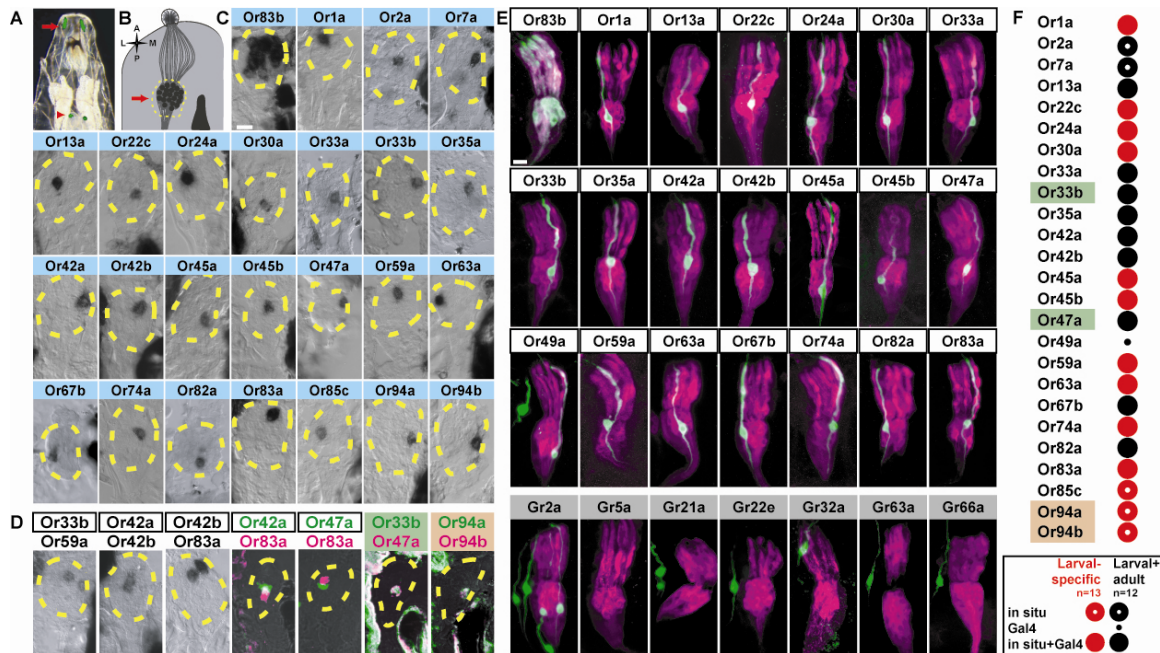 A
B
A
L
M
P
C
Or83b Or1a Or2a Or7a
Or13a Or22c Or24a Or30a Or33a Or33b Or35a
Or42a Or42b Or45a Or45b Or47a Or59a Or63a
Or67b Or74a Or82a Or83a Or85c Or94a Or94b
D
Or33b Or42a Or42b Or42a Or47a Or33b Or94a
Or59a Or42b Or83a Or83a Or83a Or47a Or94b
E
Or83b Or1a Or13a Or22c Or24a Or30a Or33a
Or33b Or35a Or42a Or42b Or45a Or45b Or47a
Or49a Or59a Or63a Or67b Or74a Or82a Or83a
Gr2a Gr5a Gr21a Gr22e Gr32a Gr63a Gr66a
F
Or1a
Or2a
Or7a
Or13a
Or22c
Or24a
Or30a
Or33a
Or33b
Or35a
Or42a
Or42b
Or45a
Or45b
Or47a
Or49a
Or59a
Or63a
Or67b
Or74a
Or82a
Or83a
Or85c
Or94a
Or94b
Larval- Larval+
specific adult
n=13 n=12
in situ
Gal4
in situ+Gal4